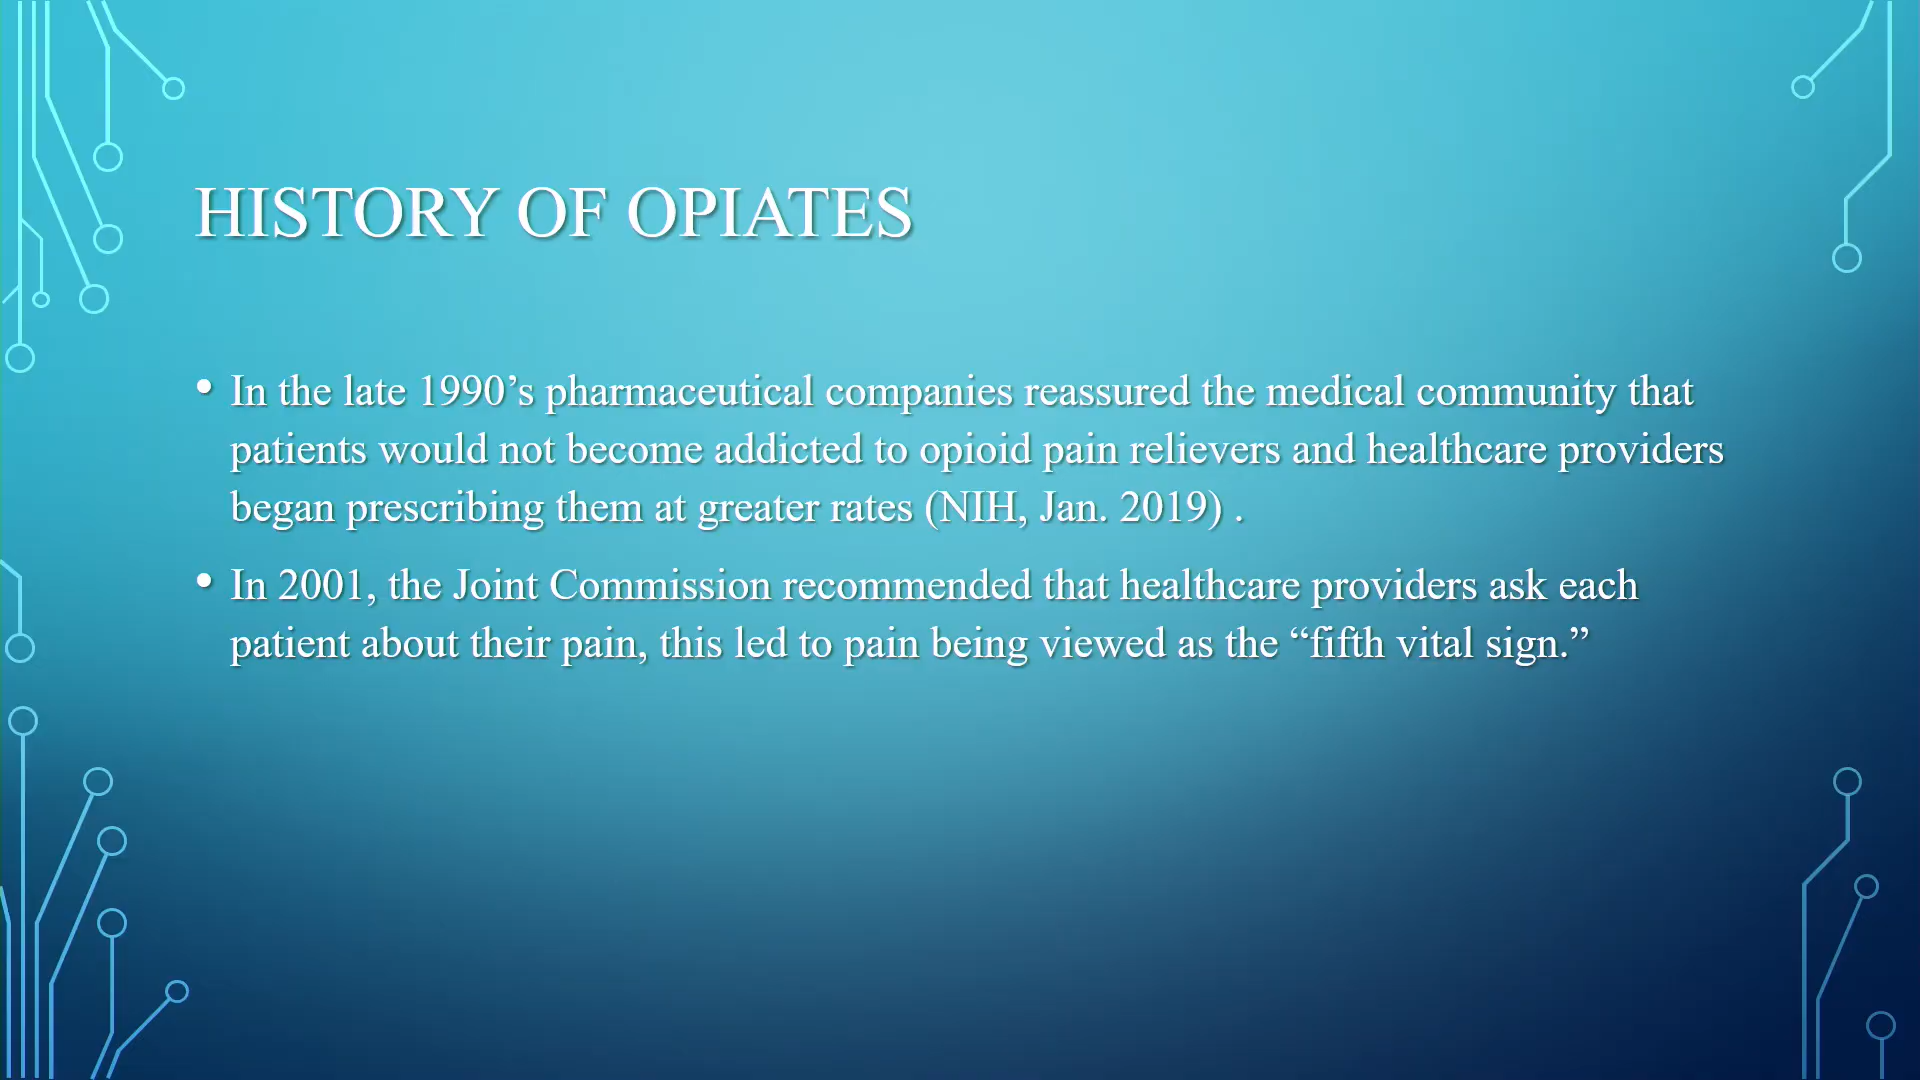 HISTORY OF OPIATES
• In the late 1990’s pharmaceutical companies reassured the medical community that
patients would not become addicted to opioid pain relievers and healthcare providers
began prescribing them at greater rates (NIH, Jan. 2019) .
• In 2001, the Joint Commission recommended that healthcare providers ask each
patient about their pain, this led to pain being viewed as the “fifth vital sign.”